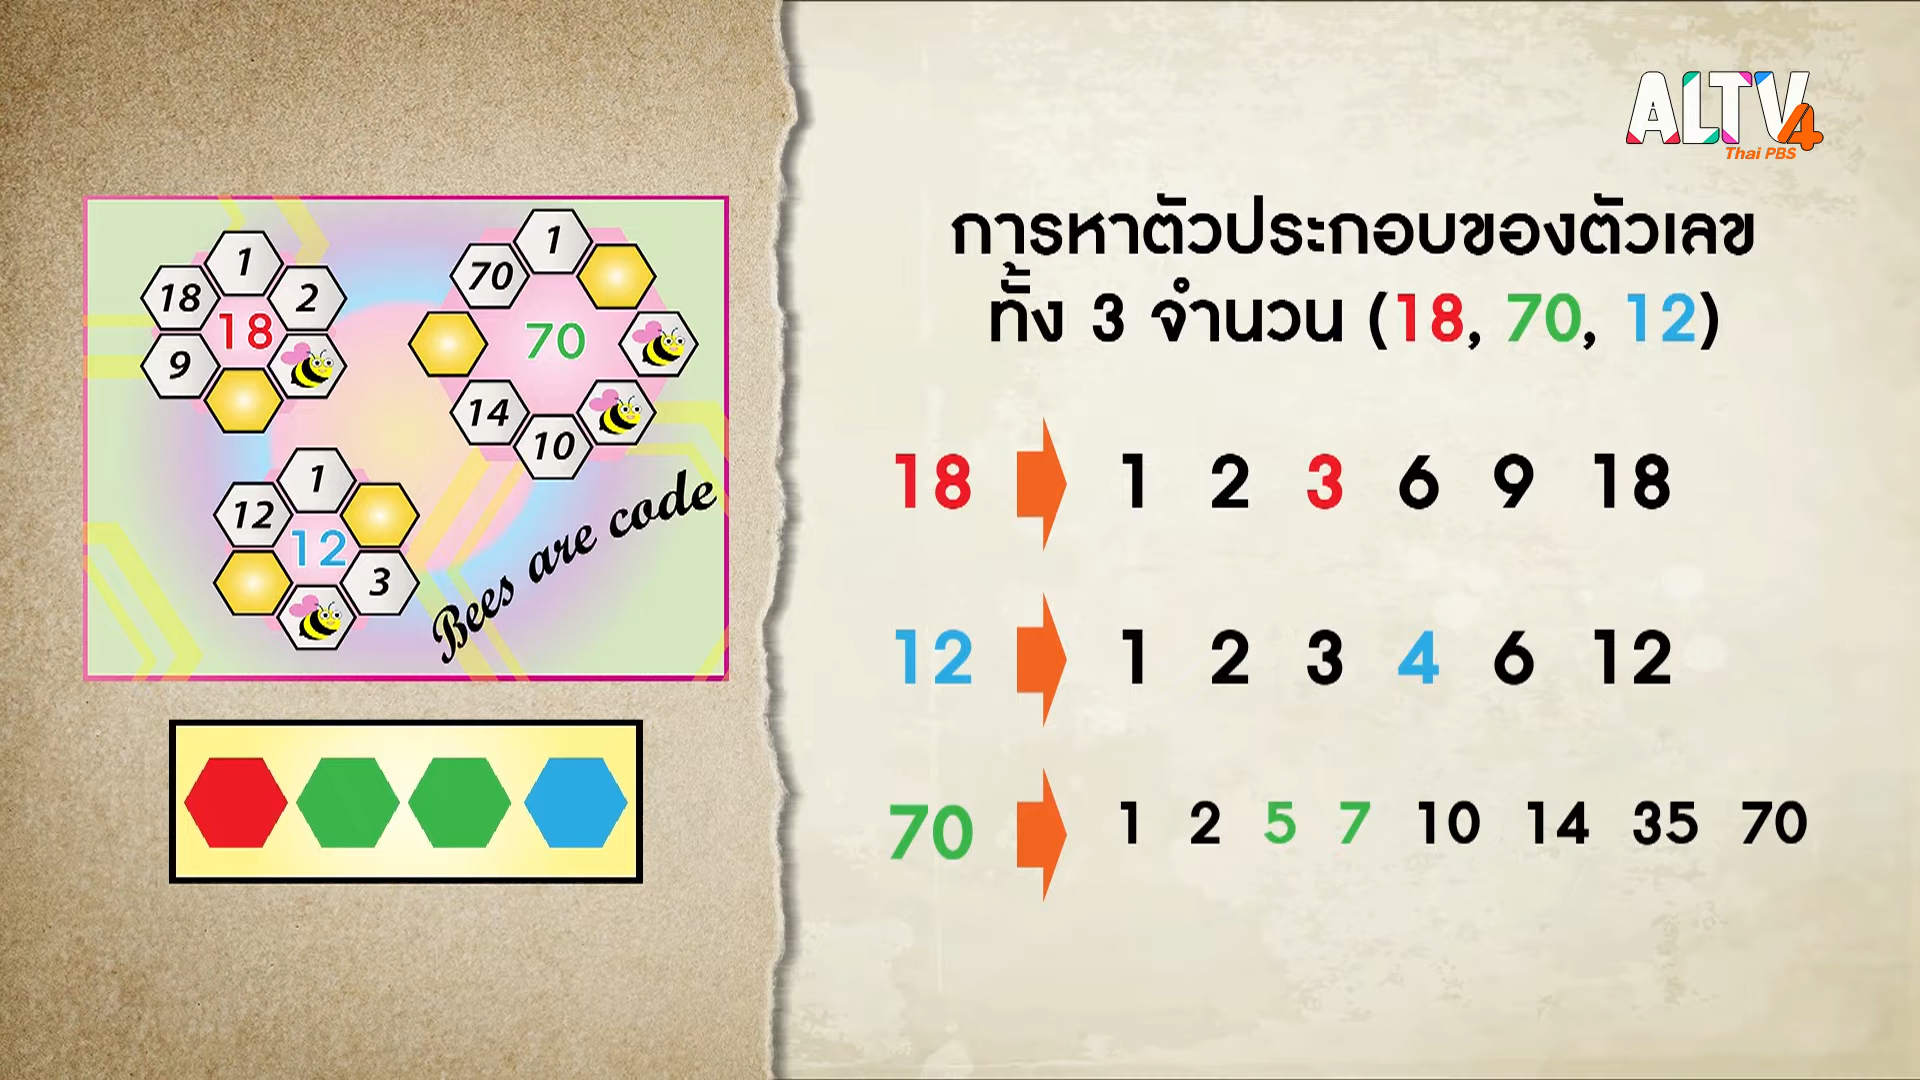 ALTV4
Thai PBS
การหาตัวประกอบของตัวเลข
ทั้ง 3 จำนวน (18, 70, 12)
18 1 2 3 6 9 18
12 1 2 3 4 6 12
70 1 2 5 7 10 14 35 70
1
18 2
18
9
1
70
70
14
10
1
12
12
3
Bees are code